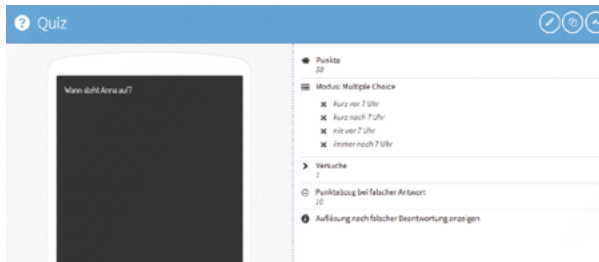 Quiz
Wann steht Anna auf?
Punkte
50
Modus: Multiple Choice
kurz vor 7 Uhr
kurz nach 7 Uhr
nie vor 7 Uhr
immer nach 7 Uhr
Versuche
1
Punktabzug bei falscher Antwort
10
Auflösung nach falscher Beantwortung anzeigen